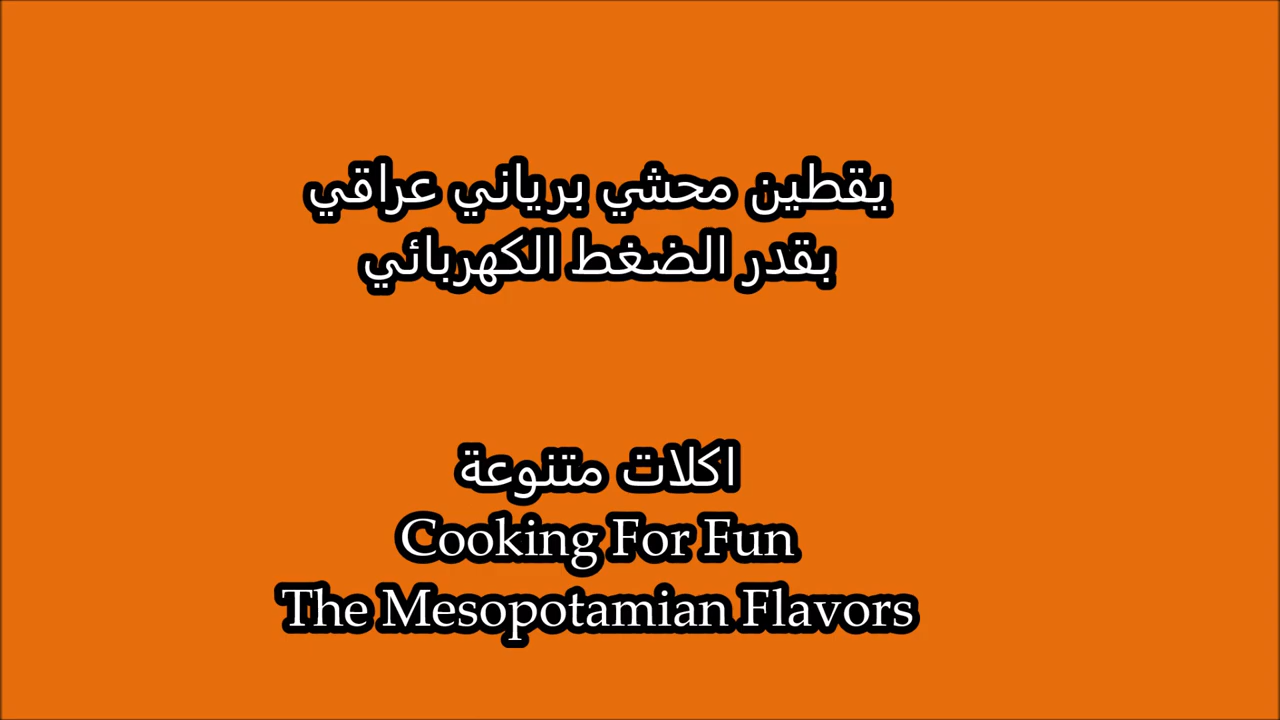 يقطين محشي برياني عراقي
بقدر الضغط الكهربائي
اكلات متنوعة
Cooking For Fun
The Mesopotamian Flavors